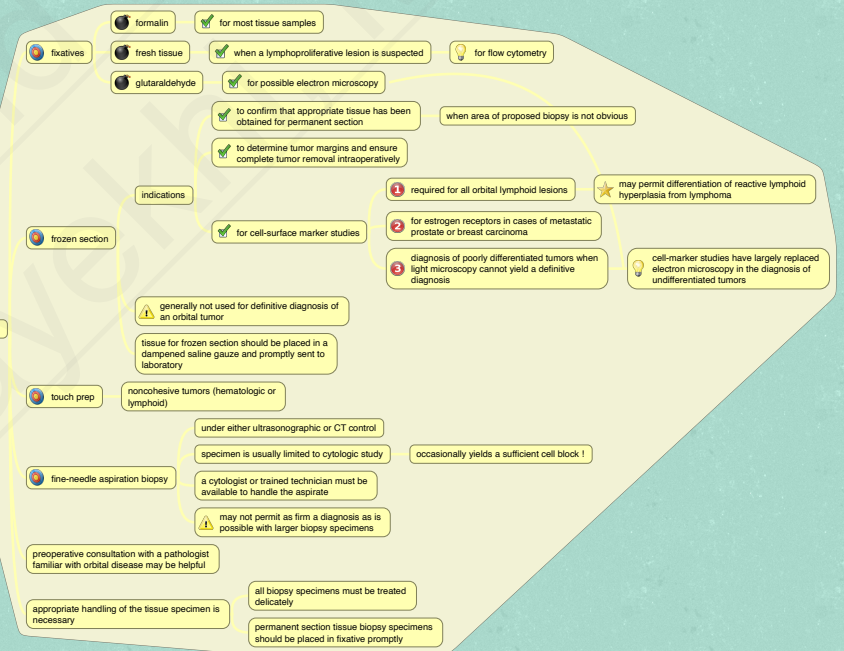 fixatives
formalin
for most tissue samples
fresh tissue
when a lymphoproliferative lesion is suspected
for flow cytometry
glutaraldehyde
for possible electron microscopy
frozen section
indications
to confirm that appropriate tissue has been
obtained for permanent section
when area of proposed biopsy is not obvious
to determine tumor margins and ensure
complete tumor removal intraoperatively
for cell-surface marker studies
1
required for all orbital lymphoid lesions
may permit differentiation of reactive lymphoid
hyperplasia from lymphoma
2
for estrogen receptors in cases of metastatic
prostate or breast carcinoma
3
diagnosis of poorly differentiated tumors when
light microscopy cannot yield a definitive
diagnosis
cell-marker studies have largely replaced
electron microscopy in the diagnosis of
undifferentiated tumors
generally not used for definitive diagnosis of
an orbital tumor
tissue for frozen section should be placed in a
dampened saline gauze and promptly sent to
laboratory
touch prep
noncohesive tumors (hematologic or
lymphoid)
fine-needle aspiration biopsy
under either ultrasonographic or CT control
specimen is usually limited to cytologic study
occasionally yields a sufficient cell block !
a cytologist or trained technician must be
available to handle the aspirate
may not permit as firm a diagnosis as is
possible with larger biopsy specimens
preoperative consultation with a pathologist
familiar with orbital disease may be helpful
appropriate handling of the tissue specimen is
necessary
all biopsy specimens must be treated
delicately
permanent section tissue biopsy specimens
should be placed in fixative promptly